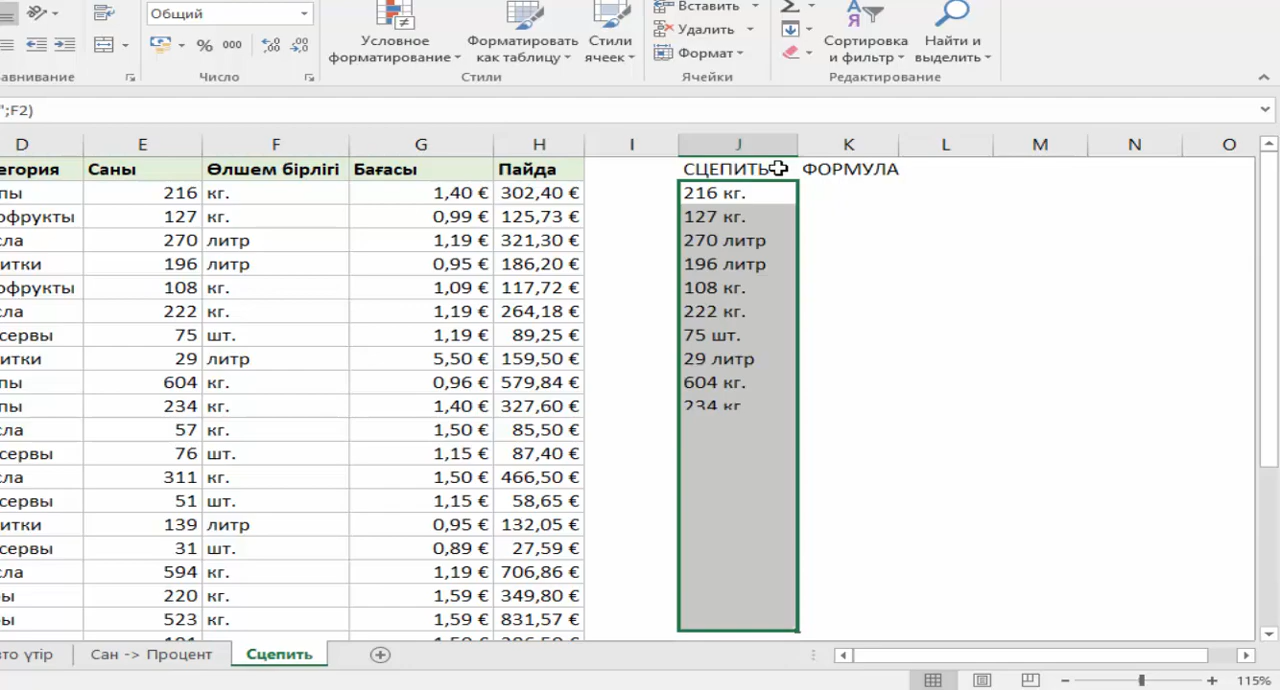 Общий
Вставить
Удалить
Формат
% 000
Условное
форматирование
Форматировать
как таблицу
Стили
ячеек
Сортировка
и фильтр
Найти и
выделить
Число
Стили
Ячейки
Редактирование
";F2)
D E F G H I J K L M N O
Саны Өлшем бірлігі Бағасы Пайда СЦЕПИТЬ ФОРМУЛА
216 кг. 1,40 € 302,40 € 216 кг.
127 кг. 0,99 € 125,73 € 127 кг.
270 литр 1,19 € 321,30 € 270 литр
196 литр 0,95 € 186,20 € 196 литр
108 кг. 1,09 € 117,72 € 108 кг.
222 кг. 1,19 € 264,18 € 222 кг.
75 шт. 1,19 € 89,25 € 75 шт.
29 литр 5,50 € 159,50 € 29 литр
604 кг. 0,96 € 579,84 € 604 кг.
234 кг. 1,40 € 327,60 € 234 кг
57 кг. 1,50 € 85,50 €
76 шт. 1,15 € 87,40 €
311 кг. 1,50 € 466,50 €
51 шт. 1,15 € 58,65 €
139 литр 0,95 € 132,05 €
31 шт. 0,89 € 27,59 €
594 кг. 1,19 € 706,86 €
220 кг. 1,59 € 349,80 €
523 кг. 1,59 € 831,57 €
үтір Сан -> Процент Сцепить
115%